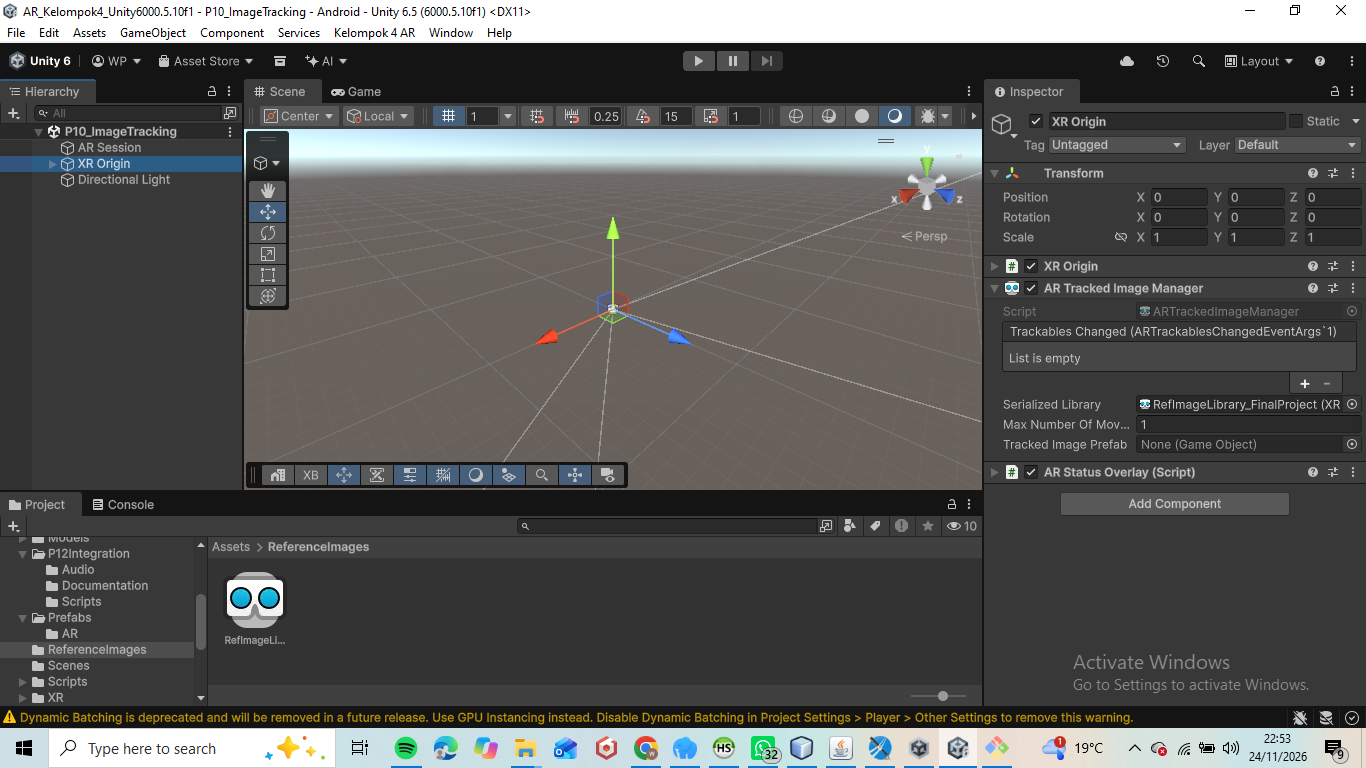 AR_Kelompok4_Unity6000.5.10f1 - P10_ImageTracking - Android - Unity 6.5 (6000.5.10f1) <DX11>
File Edit Assets GameObject Component Services Kelompok 4 AR Window Help
Unity 6 WP Asset Store AI Layout
Hierarchy
All
P10_ImageTracking
AR Session
XR Origin
Directional Light
Scene Game
Center Local 1 0.25 15 1
y
x
z
Persp
XB
Inspector
XR Origin Static
Tag Untagged Layer Default
Transform
Position X 0 Y 0 Z 0
Rotation X 0 Y 0 Z 0
Scale X 1 Y 1 Z 1
XR Origin
AR Tracked Image Manager
Script ARTrackedImageManager
Trackables Changed (ARTrackablesChangedEventArgs`1)
List is empty
Serialized Library RefImageLibrary_FinalProject (XR
Max Number Of Mov... 1
Tracked Image Prefab None (Game Object)
AR Status Overlay (Script)
Add Component
Project Console
10
Models
P12Integration
Audio
Documentation
Scripts
Prefabs
AR
ReferenceImages
Scenes
Scripts
XR
Assets > ReferenceImages
RefImageLi...
Activate Windows
Go to Settings to activate Windows.
Dynamic Batching is deprecated and will be removed in a future release. Use GPU Instancing instead. Disable Dynamic Batching in Project Settings > Player > Other Settings to remove this warning.
Type here to search
HS
32
1
19°C
22:53
24/11/2026
9